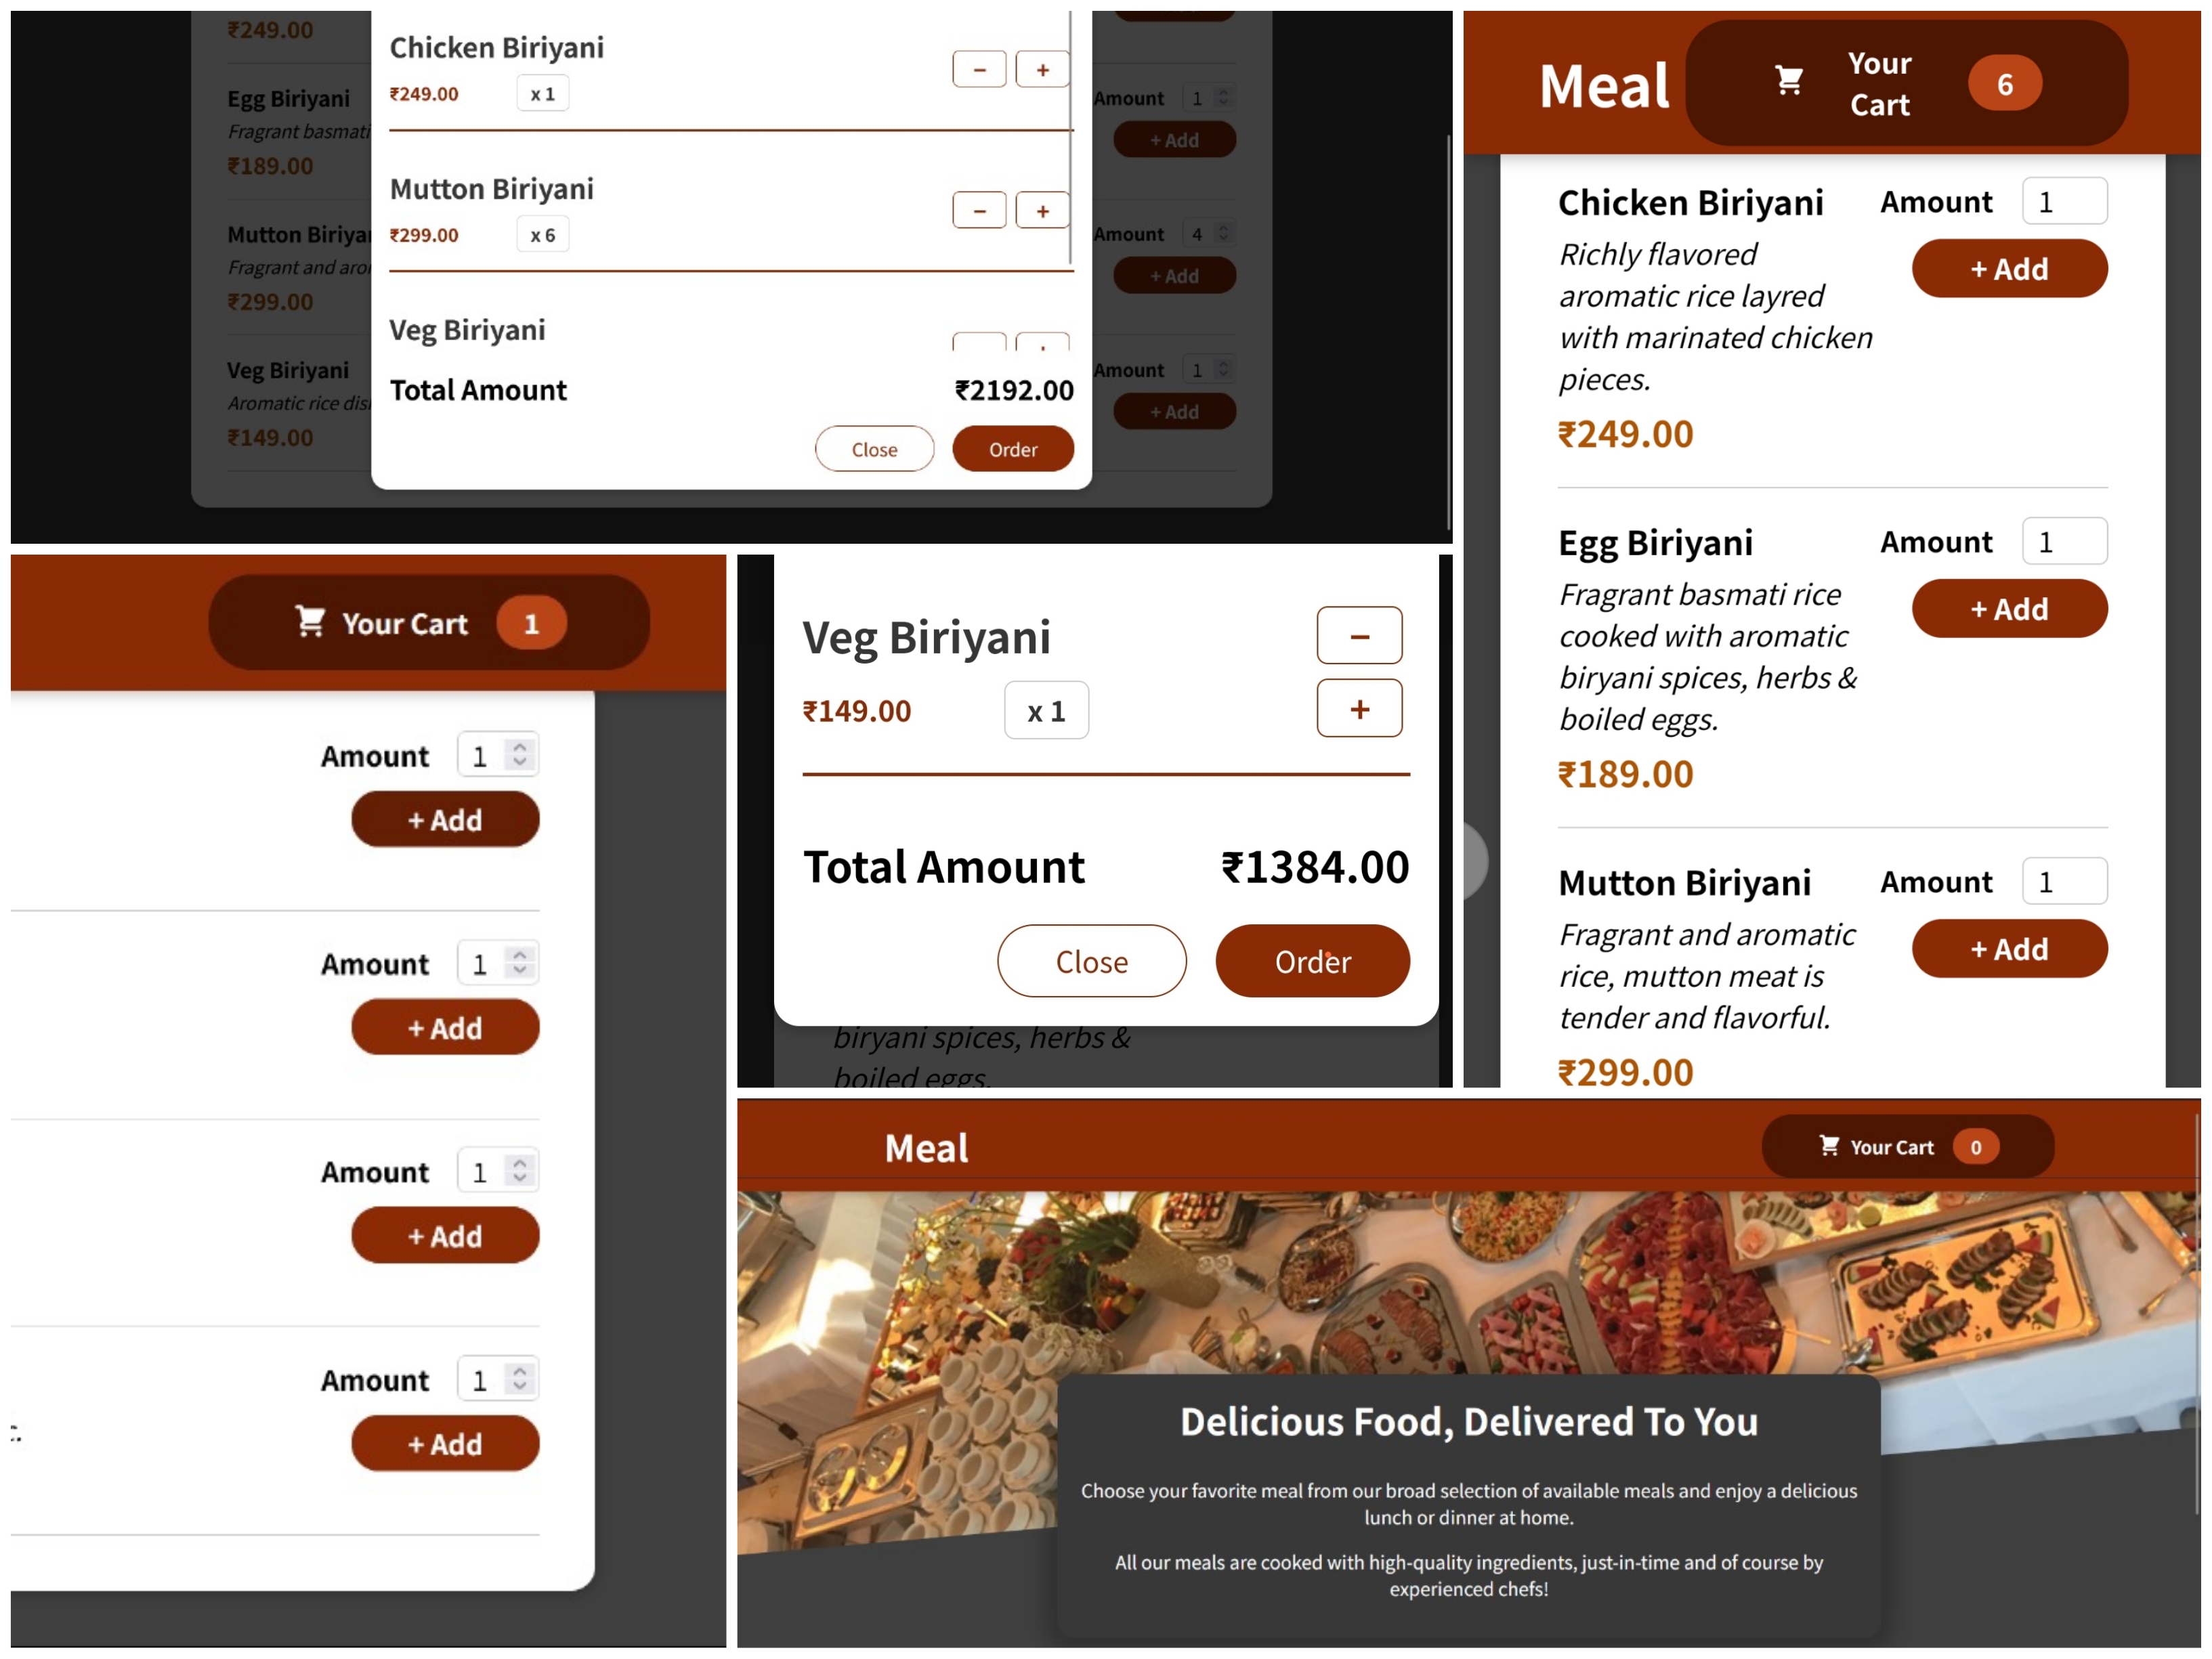 ₹249.00
Egg Biriyani
Fragrant basmati
₹189.00
Mutton Biriya
Fragrant and aro
₹299.00
Veg Biriyani
Aromatic rice dis
₹149.00
Chicken Biriyani
₹249.00 x 1 − +
Mutton Biriyani
₹299.00 x 6 − +
Veg Biriyani
Total Amount ₹2192.00
Close Order
Amount 1
+ Add
Amount 4
+ Add
Amount 1
+ Add
Meal Your Cart 6
Chicken Biriyani Amount 1
+ Add
Richly flavored
aromatic rice layred
with marinated chicken
pieces.
₹249.00
Egg Biriyani Amount 1
+ Add
Fragrant basmati rice
cooked with aromatic
biryani spices, herbs &
boiled eggs.
₹189.00
Mutton Biriyani Amount 1
+ Add
Fragrant and aromatic
rice, mutton meat is
tender and flavorful.
₹299.00
Your Cart 1
Amount 1
+ Add
Amount 1
+ Add
Amount 1
+ Add
Amount 1
+ Add
Veg Biriyani −
₹149.00 x 1 +
Total Amount ₹1384.00
Close Order
biryani spices, herbs &
boiled eggs.
Meal Your Cart 0
Delicious Food, Delivered To You
Choose your favorite meal from our broad selection of available meals and enjoy a delicious
lunch or dinner at home.
All our meals are cooked with high-quality ingredients, just-in-time and of course by
experienced chefs!